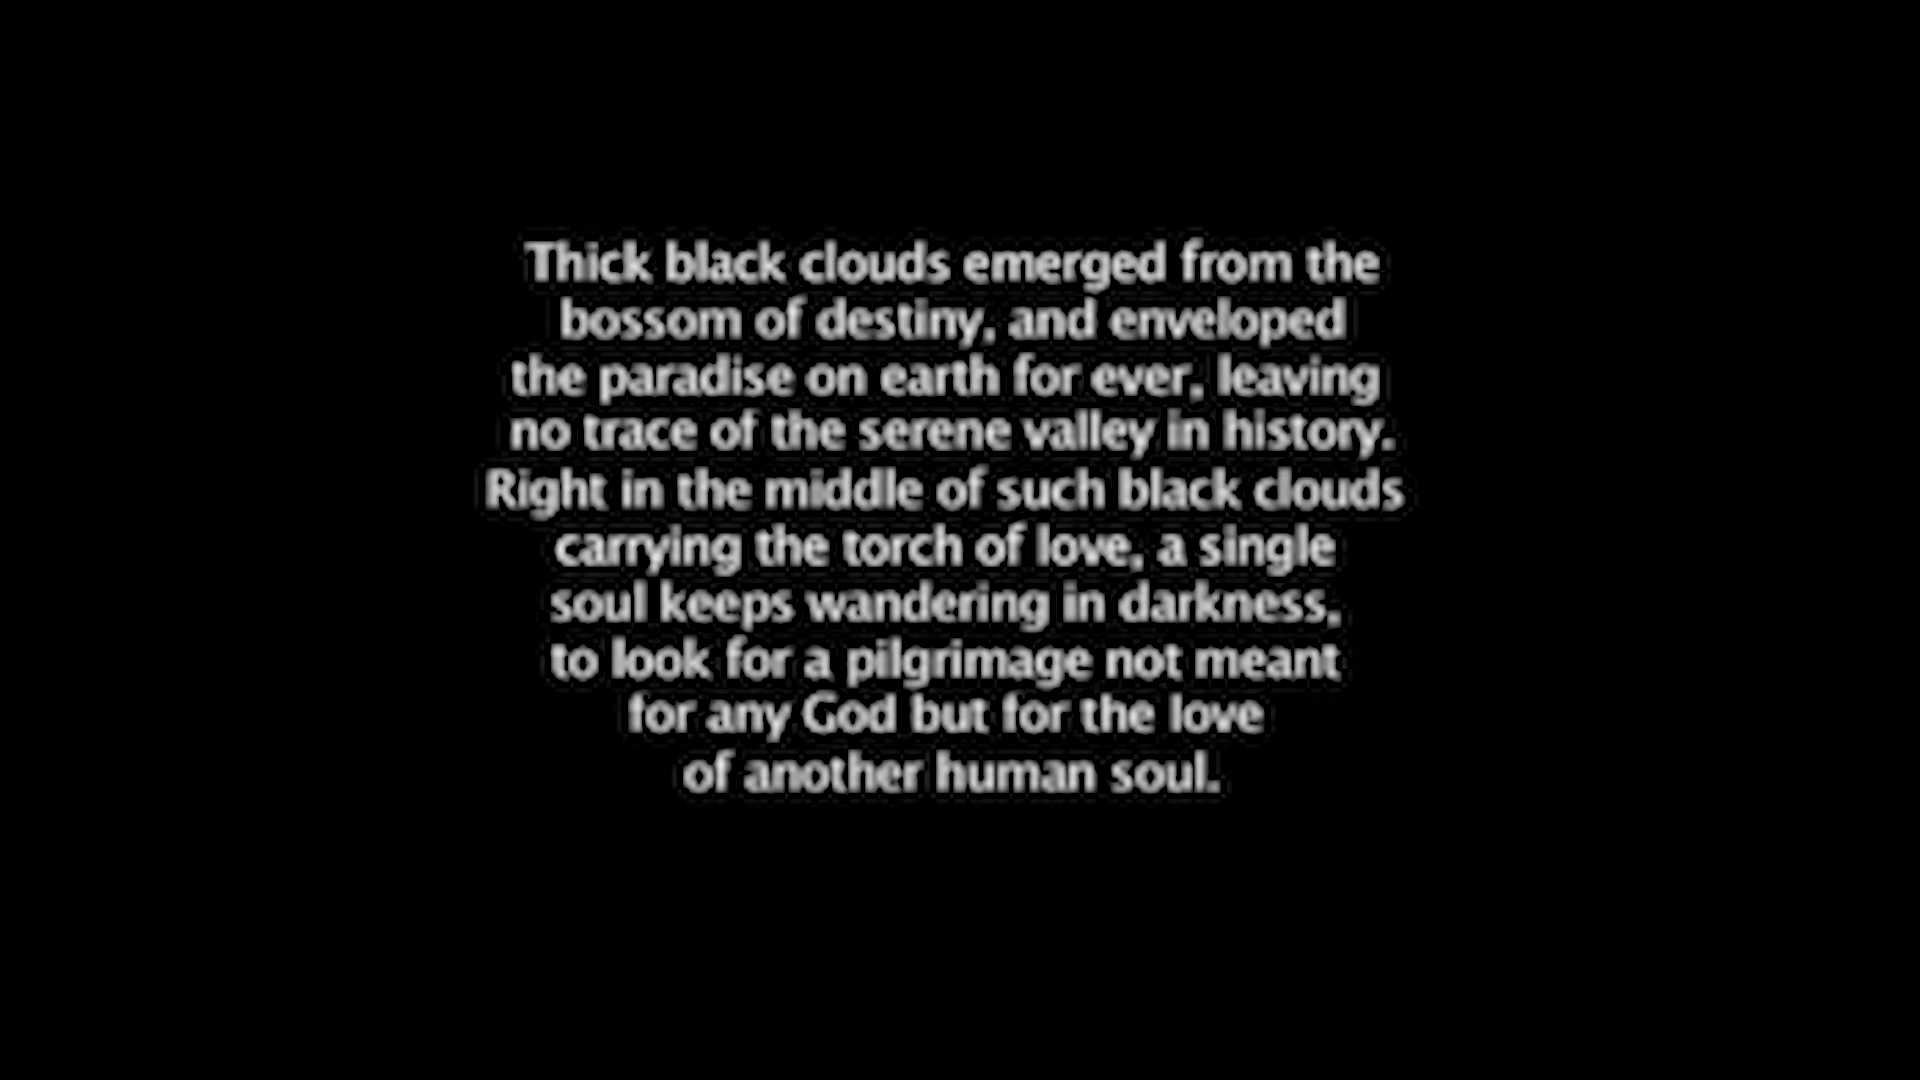 Thick black clouds emerged from the
bossom of destiny, and enveloped
the paradise on earth for ever, leaving
no trace of the serene valley in history.
Right in the middle of such black clouds
carrying the torch of love, a single
soul keeps wandering in darkness,
to look for a pilgrimage not meant
for any God but for the love
of another human soul.